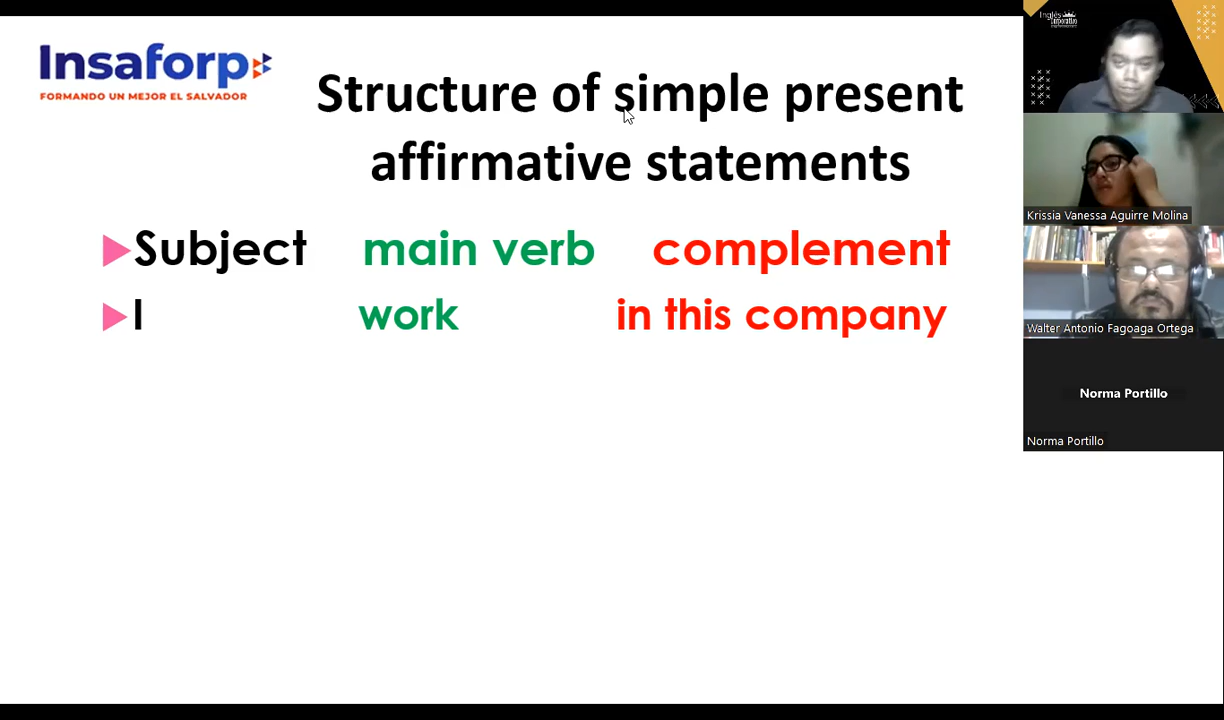 Insaforp
FORMANDO UN MEJOR EL SALVADOR
Structure of simple present
affirmative statements
Subject main verb complement
I work in this company
Inglés
Krissia Vanessa Aguirre Molina
Walter Antonio Fagoaga Ortega
Norma Portillo
Norma Portillo